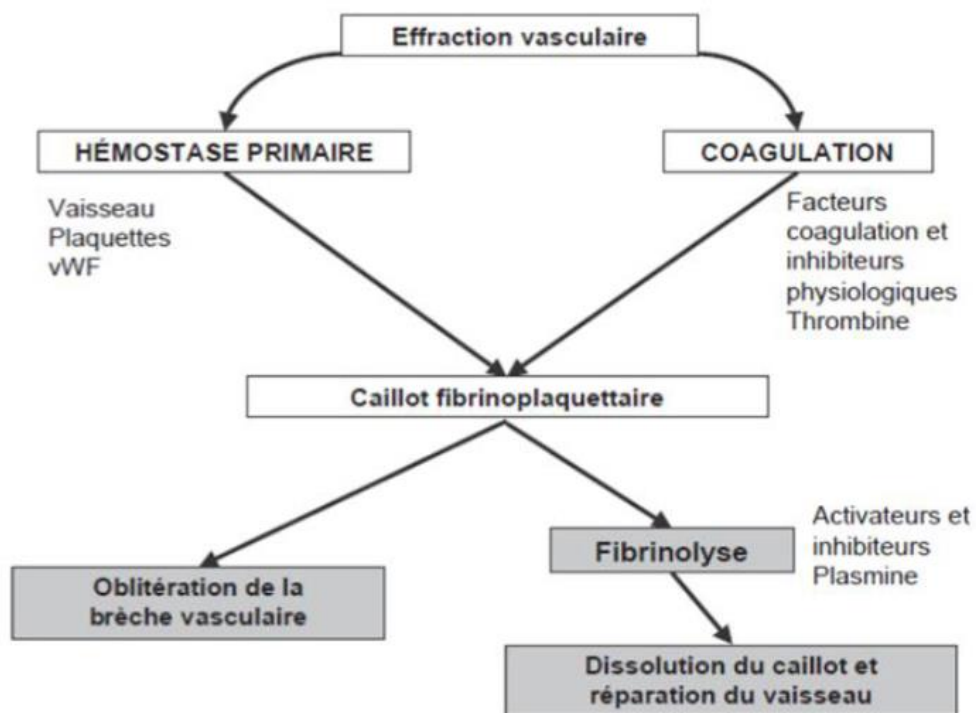 Effraction vasculaire
HÉMOSTASE PRIMAIRE
COAGULATION
Vaisseau
Plaquettes
vWF
Facteurs
coagulation et
inhibiteurs
physiologiques
Thrombine
Caillot fibrinoplaquettaire
Oblitération de la
brèche vasculaire
Fibrinolyse
Activateurs et
inhibiteurs
Plasmine
Dissolution du caillot et
réparation du vaisseau